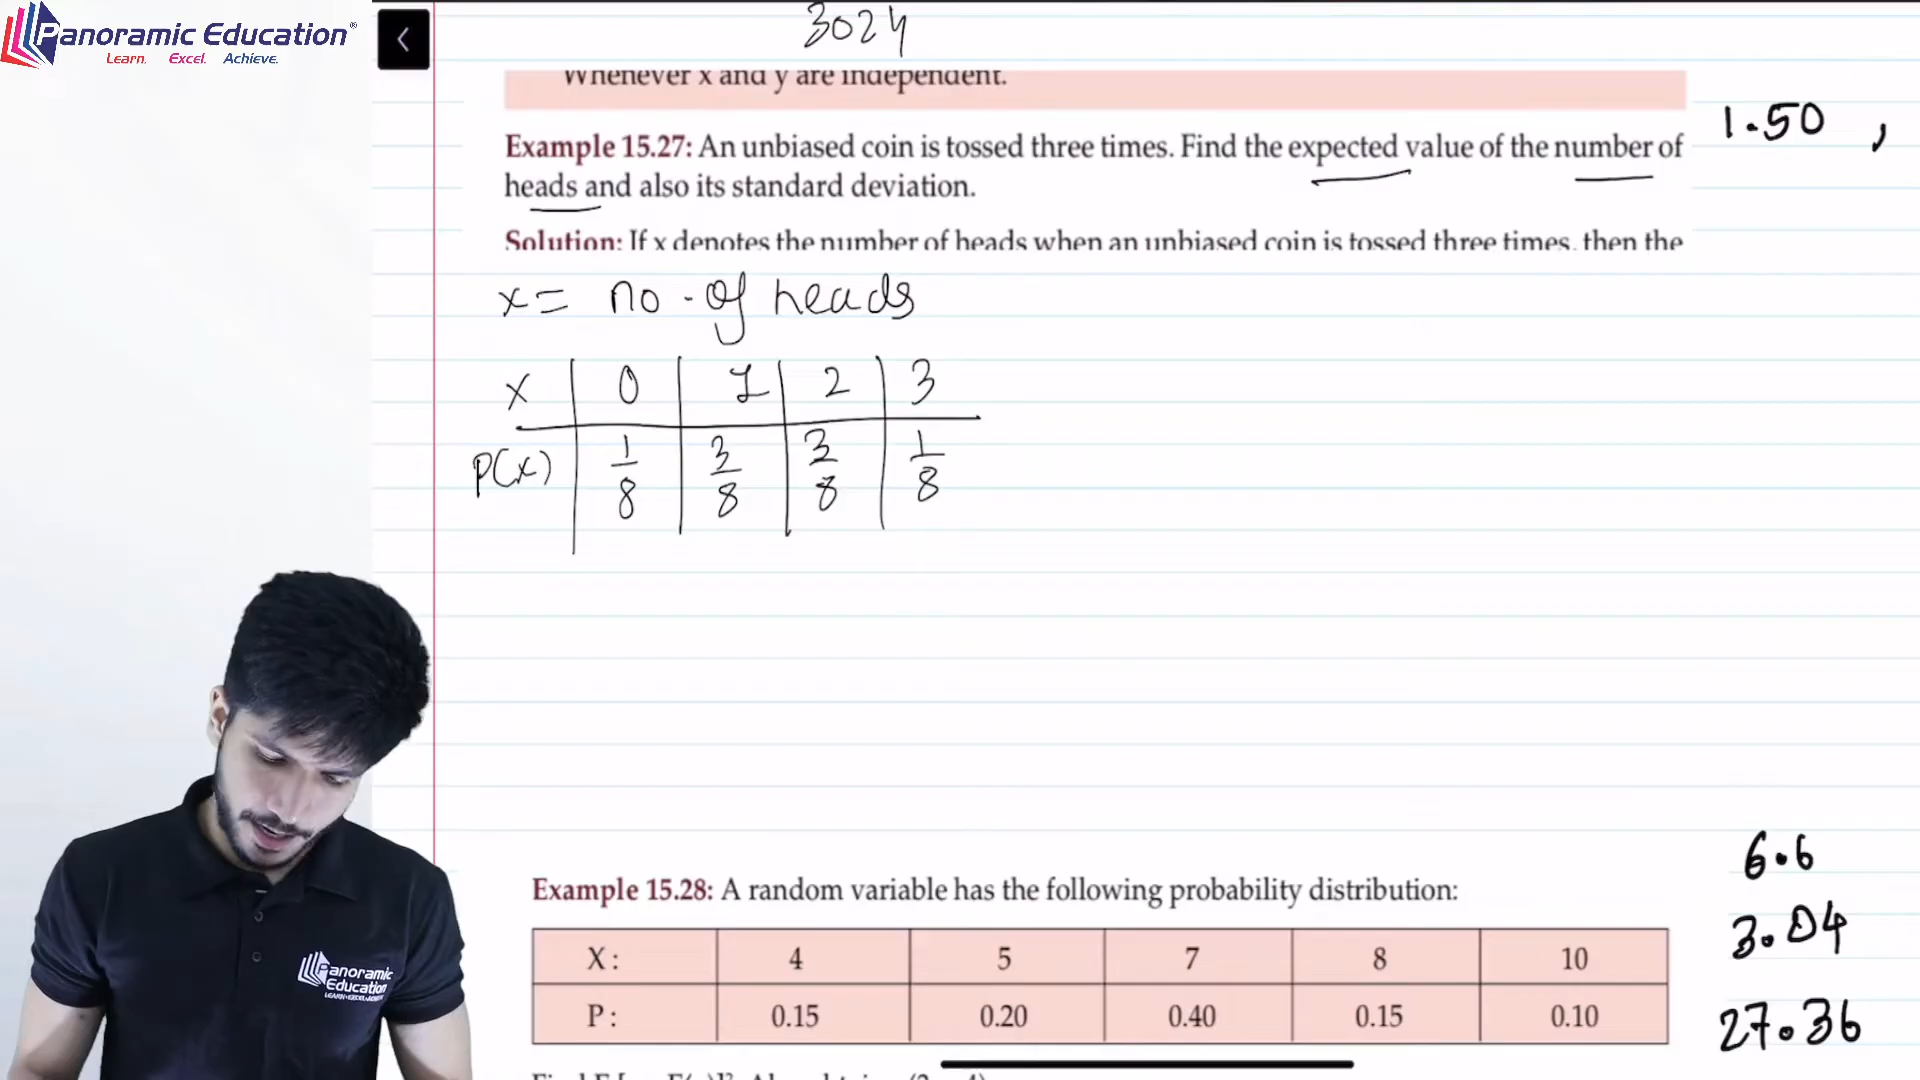 Panoramic Education®
Learn. Excel. Achieve.
3024
Whenever x and y are independent.
Example 15.27: An unbiased coin is tossed three times. Find the expected value of the number of
heads and also its standard deviation.
1.50 ,
Solution: If x denotes the number of heads when an unbiased coin is tossed three times, then the
x = no. of heads
X 0 1 2 3
P(x) 1/8 3/8 3/8 1/8
6.6
Example 15.28: A random variable has the following probability distribution:
3.04
X : 4 5 7 8 10
P : 0.15 0.20 0.40 0.15 0.10
27.36
Panoramic
Education